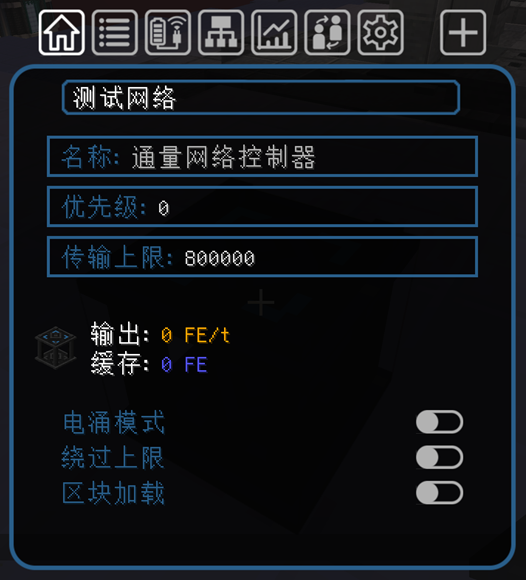 测试网络
名称: 通量网络控制器
优先级: 0
传输上限: 800000
输出: 0 FE/t
缓存: 0 FE
电涌模式
绕过上限
区块加载